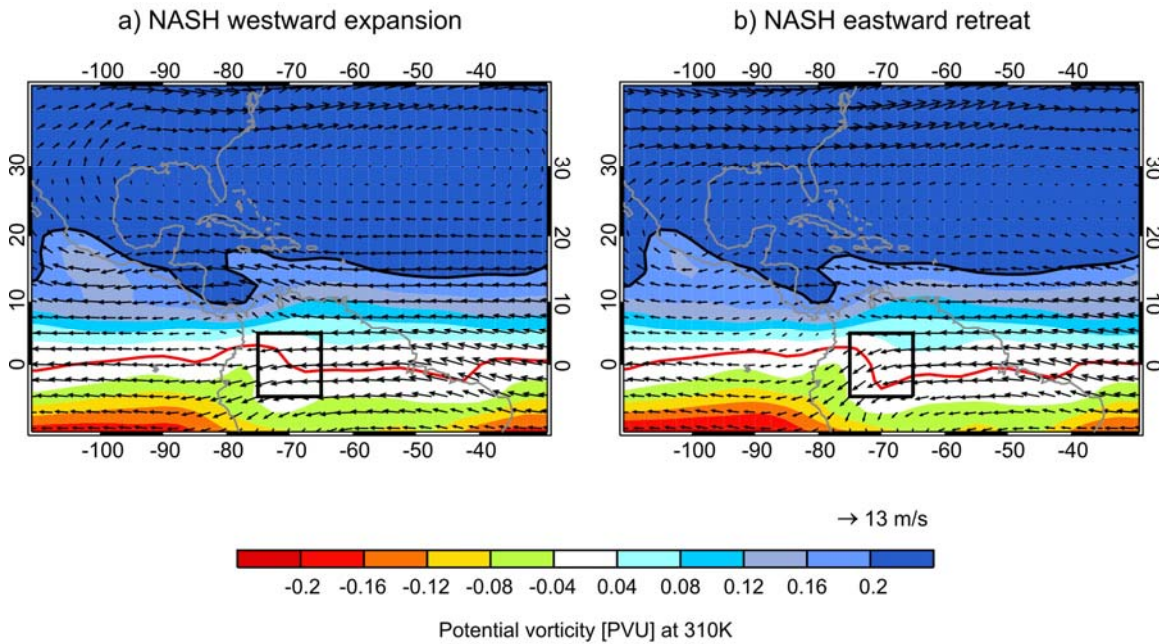 a) NASH westward expansion
b) NASH eastward retreat
-100 -90 -80 -70 -60 -50 -40
-100 -90 -80 -70 -60 -50 -40
30 30 30 30
20 20 20 20
10 10 10 10
0 0 0 0
-100 -90 -80 -70 -60 -50 -40
-100 -90 -80 -70 -60 -50 -40
→ 13 m/s
-0.2 -0.16 -0.12 -0.08 -0.04 0.04 0.08 0.12 0.16 0.2
Potential vorticity [PVU] at 310K